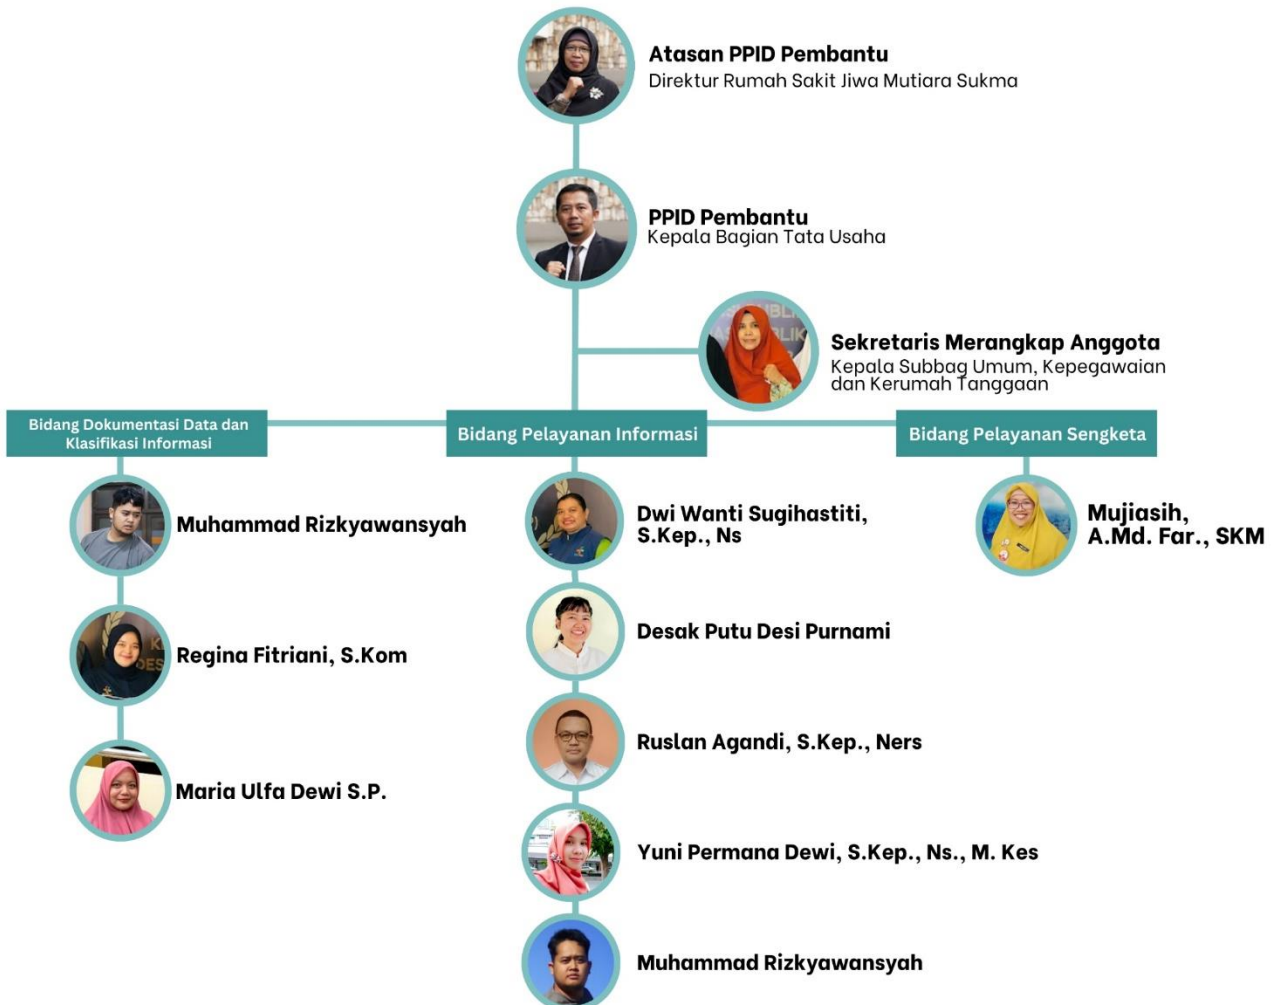 Atasan PPID Pembantu
Direktur Rumah Sakit Jiwa Mutiara Sukma
PPID Pembantu
Kepala Bagian Tata Usaha
Sekretaris Merangkap Anggota
Kepala Subbag Umum, Kepegawaian
dan Kerumah Tanggaan
Bidang Dokumentasi Data dan
Klasifikasi Informasi
Muhammad Rizkyawansyah
Regina Fitriani, S.Kom
Maria Ulfa Dewi S.P.
Bidang Pelayanan Informasi
Dwi Wanti Sugihastiti,
S.Kep., Ns
Desak Putu Desi Purnami
Ruslan Agandi, S.Kep., Ners
Yuni Permana Dewi, S.Kep., Ns., M. Kes
Muhammad Rizkyawansyah
Bidang Pelayanan Sengketa
Mujiasih,
A.Md. Far., SKM